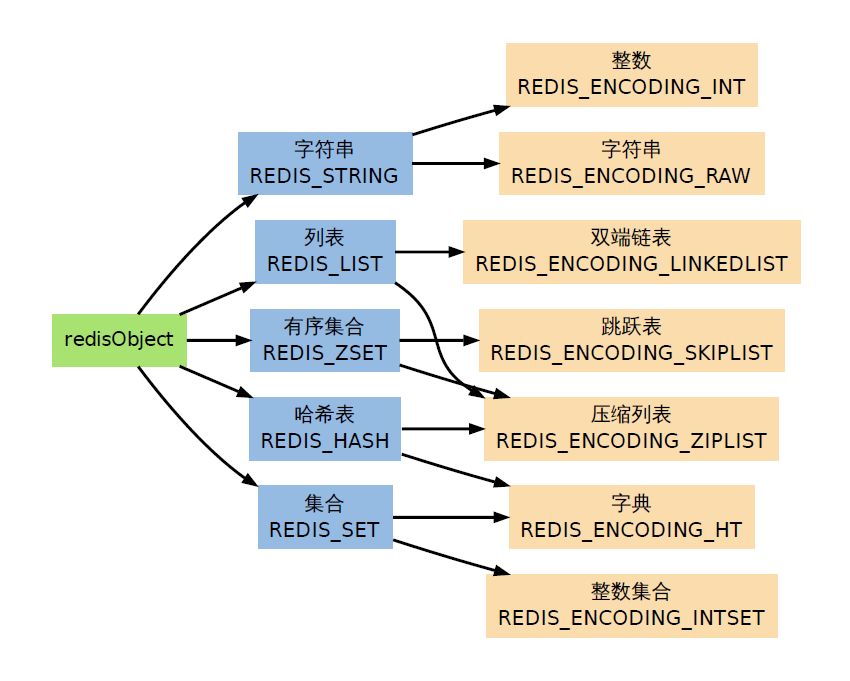 redisObject
字符串
REDIS_STRING
列表
REDIS_LIST
有序集合
REDIS_ZSET
哈希表
REDIS_HASH
集合
REDIS_SET
整数
REDIS_ENCODING_INT
字符串
REDIS_ENCODING_RAW
双端链表
REDIS_ENCODING_LINKEDLIST
跳跃表
REDIS_ENCODING_SKIPLIST
压缩列表
REDIS_ENCODING_ZIPLIST
字典
REDIS_ENCODING_HT
整数集合
REDIS_ENCODING_INTSET